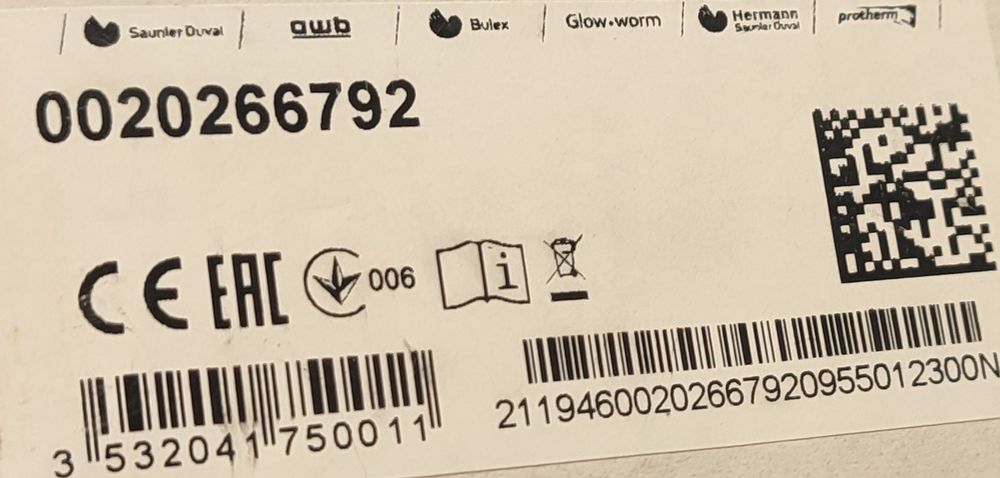 Saunier Duval | awb | Bulex | Glow-worm | Hermann Saunier Duval | protherm
0020266792
CE EAC 006 i
3 532041 750011
21194600202667920955012300N